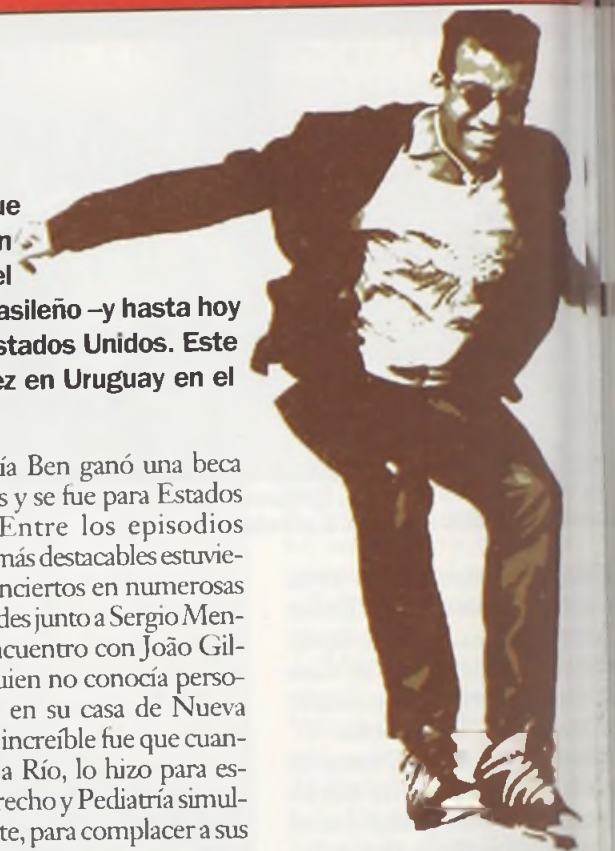 ue
n
el
asileño –y hasta hoy
stados Unidos. Este
ez en Uruguay en el
ía Ben ganó una beca
s y se fue para Estados
Entre los episodios
más destacables estuvie-
nciertos en numerosas
des junto a Sergio Men-
cuentro con João Gil-
uien no conocía perso-
en su casa de Nueva
increíble fue que cuan-
a Río, lo hizo para es-
recho y Pediatría simul-
te, para complacer a sus